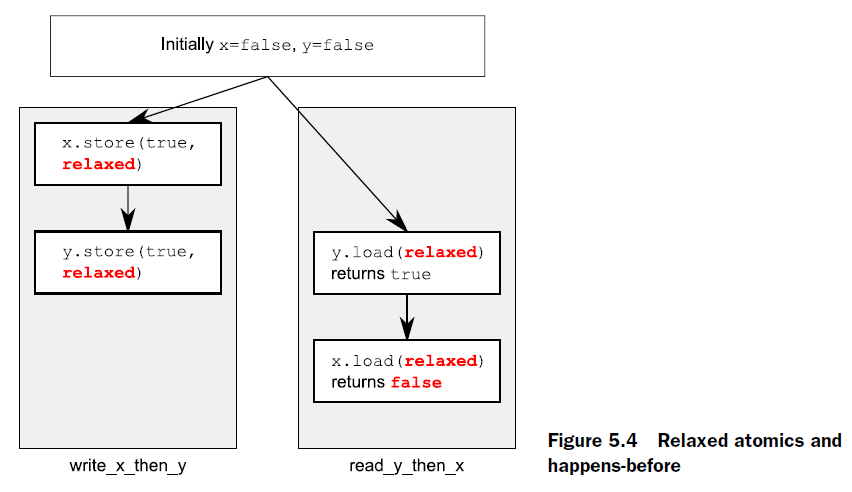 Initially x=false, y=false
x.store(true,
relaxed)
y.store(true,
relaxed)
write_x_then_y
y.load(relaxed)
returns true
x.load(relaxed)
returns false
read_y_then_x
Figure 5.4 Relaxed atomics and
happens-before